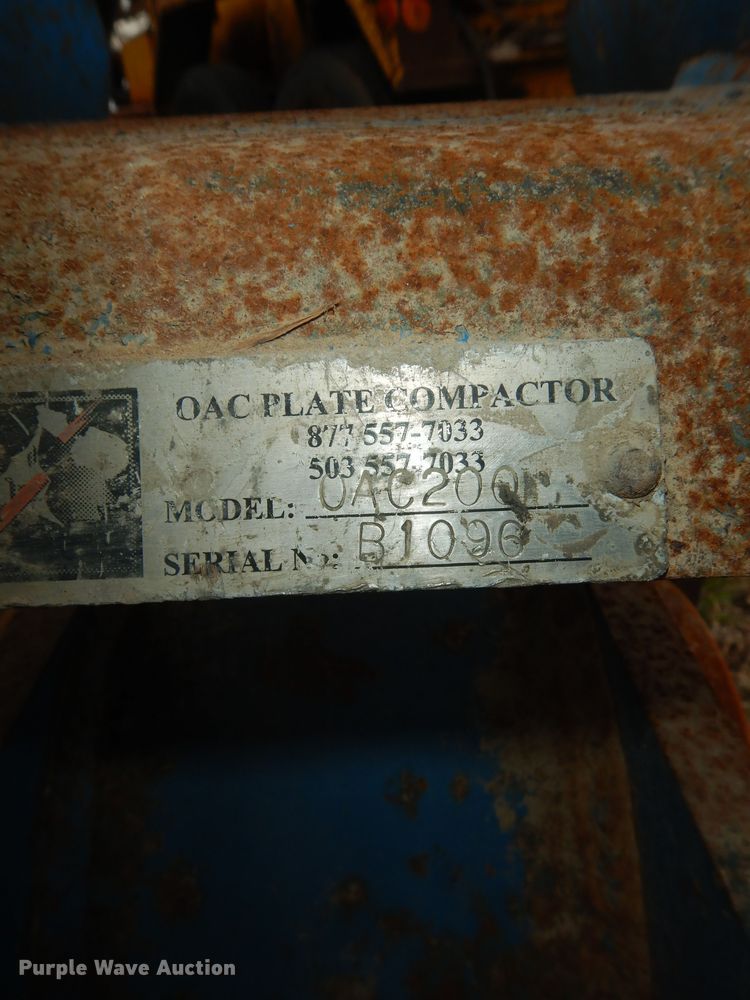 OAC PLATE COMPACTOR
877 557-7033
503 557-7033
MODEL: OAC200
SERIAL No: B1096
Purple Wave Auction